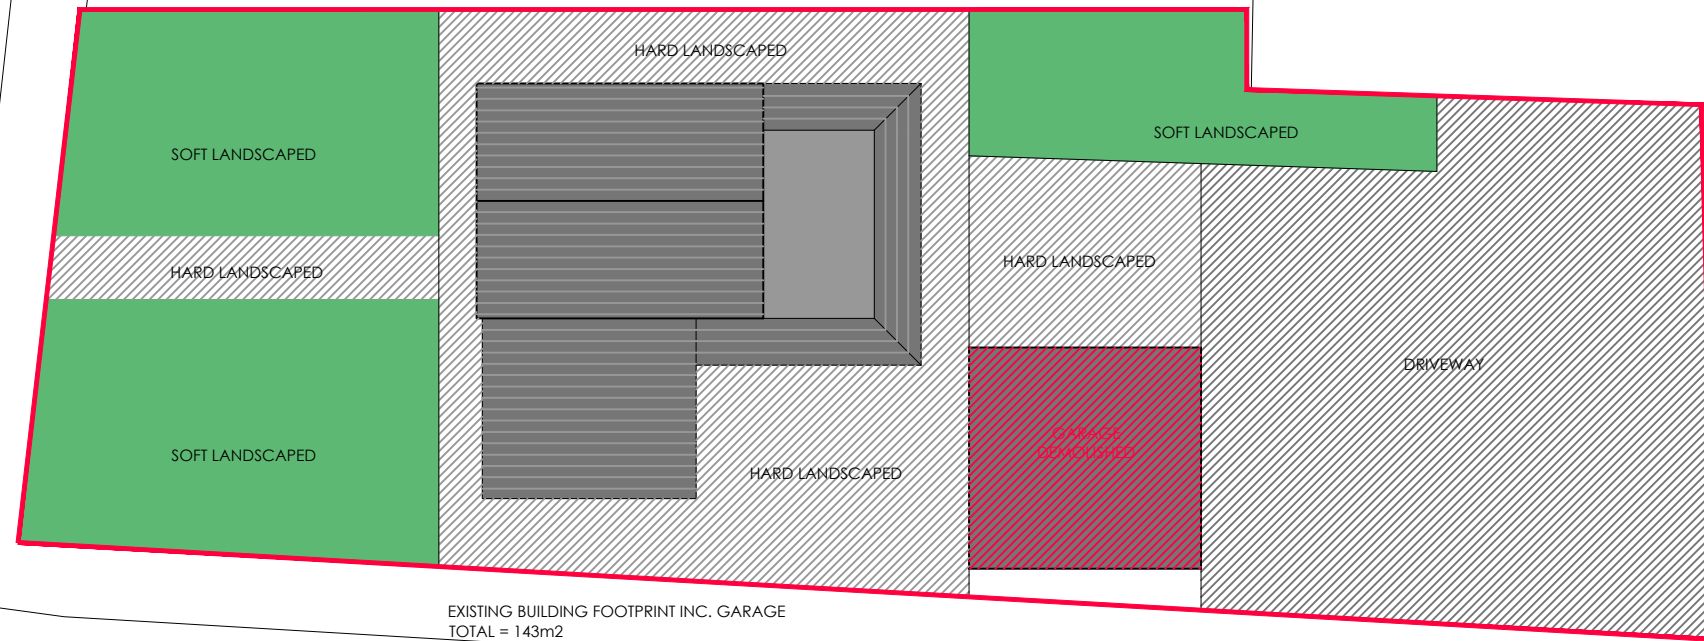 HARD LANDSCAPED
SOFT LANDSCAPED
SOFT LANDSCAPED
HARD LANDSCAPED
HARD LANDSCAPED
DRIVEWAY
GARAGE
DEMOLISHED
SOFT LANDSCAPED
HARD LANDSCAPED
EXISTING BUILDING FOOTPRINT INC. GARAGE
TOTAL = 143m2